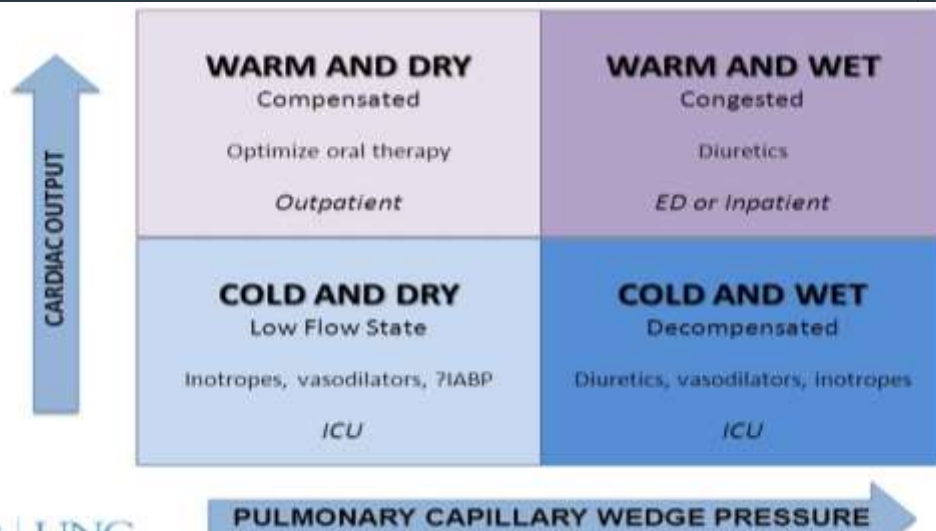 WARM AND DRY
Compensated
Optimize oral therapy
Outpatient
WARM AND WET
Congested
Diuretics
ED or Inpatient
CARDIAC OUTPUT
COLD AND DRY
Low Flow State
Inotropes, vasodilators, ?IABP
ICU
COLD AND WET
Decompensated
Diuretics, vasodilators, inotropes
ICU
PULMONARY CAPILLARY WEDGE PRESSURE